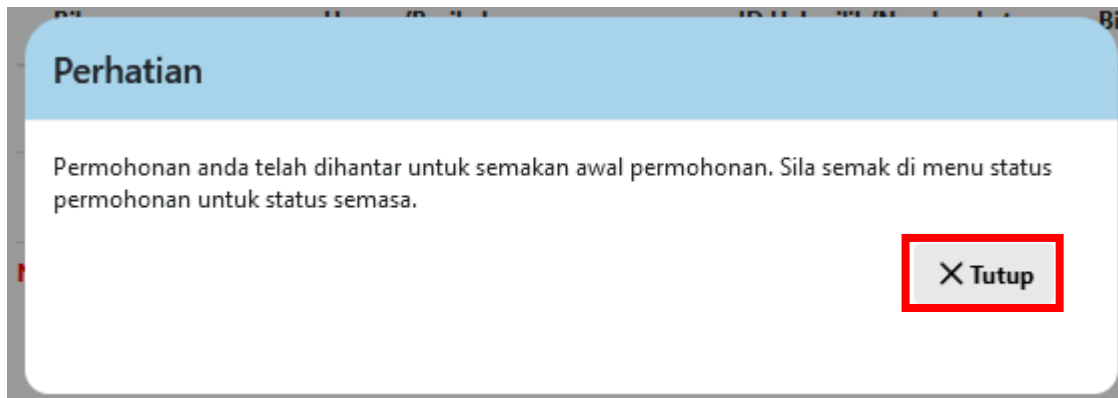 Perhatian
Permohonan anda telah dihantar untuk semakan awal permohonan. Sila semak di menu status
permohonan untuk status semasa.
Tutup